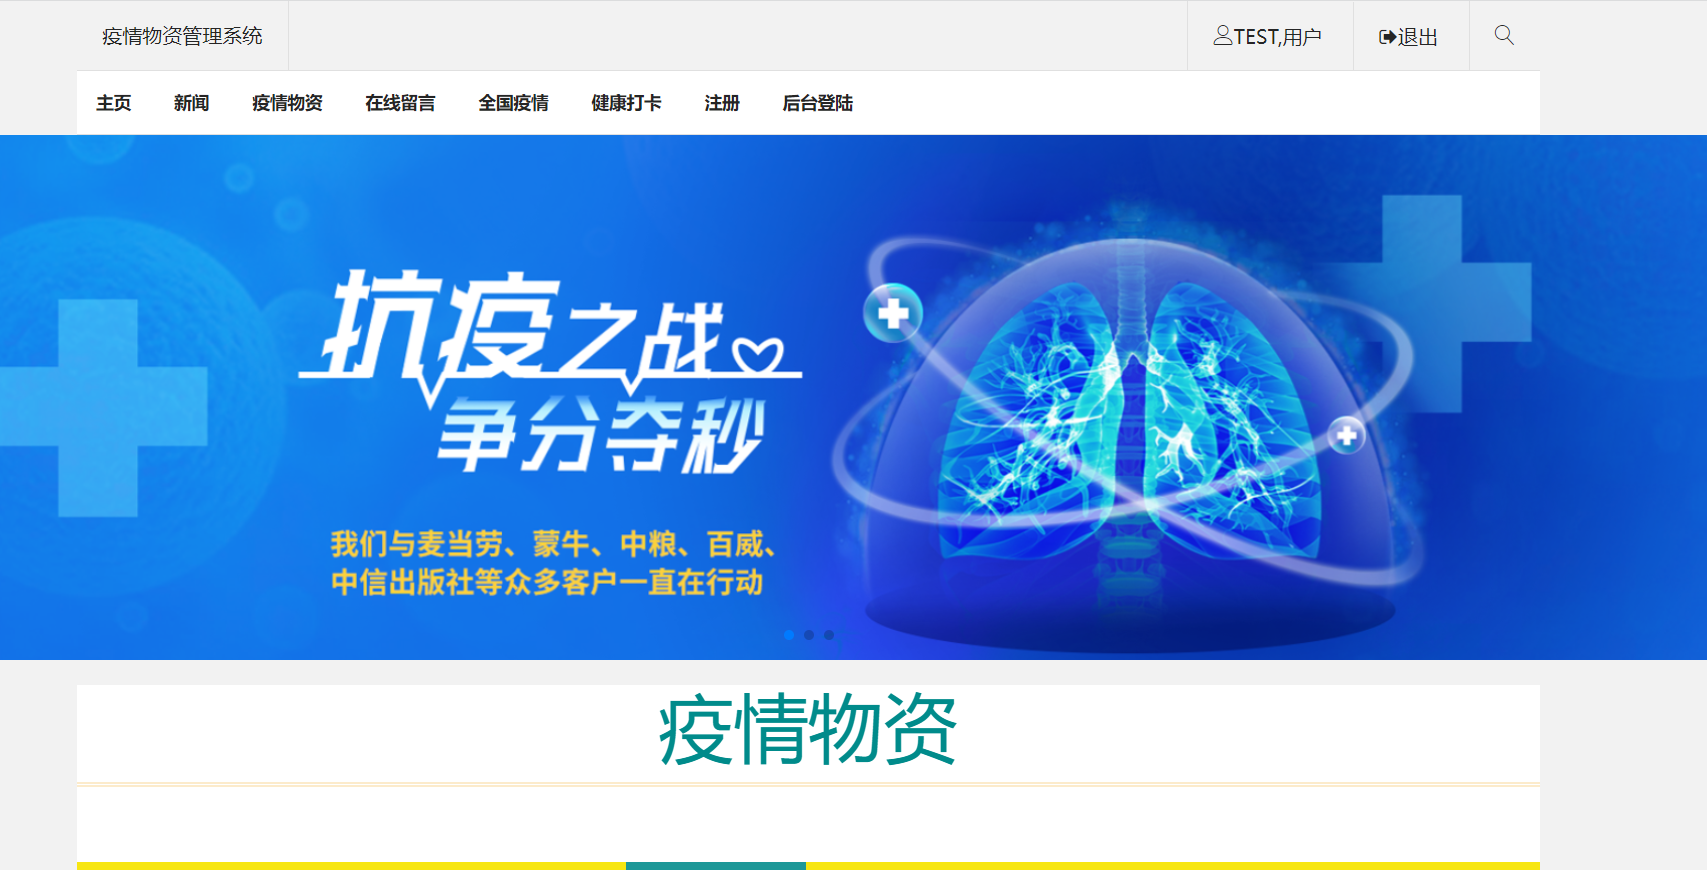 疫情物资管理系统
TEST,用户
退出
主页 新闻 疫情物资 在线留言 全国疫情 健康打卡 注册 后台登陆
抗疫之战
争分夺秒
我们与麦当劳、蒙牛、中粮、百威、
中信出版社等众多客户一直在行动
疫情物资